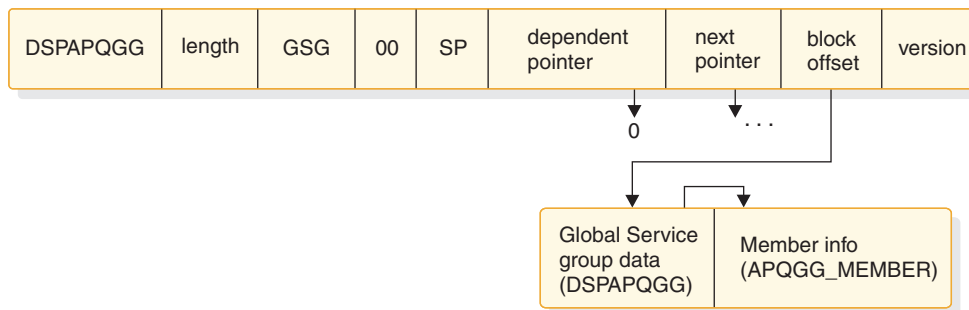 DSPAPQGG length GSG 00 SP dependent pointer next pointer block offset version
0 . . .
Global Service
group data
(DSPAPQGG)
Member info
(APQGG_MEMBER)